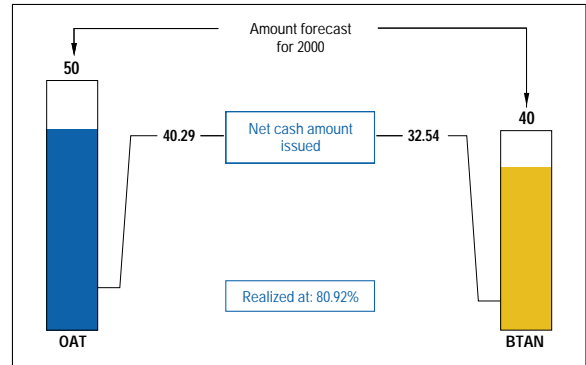 Amount forecast
for 2000
50
40
40.29
Net cash amount
issued
32.54
Realized at: 80.92%
OAT
BTAN